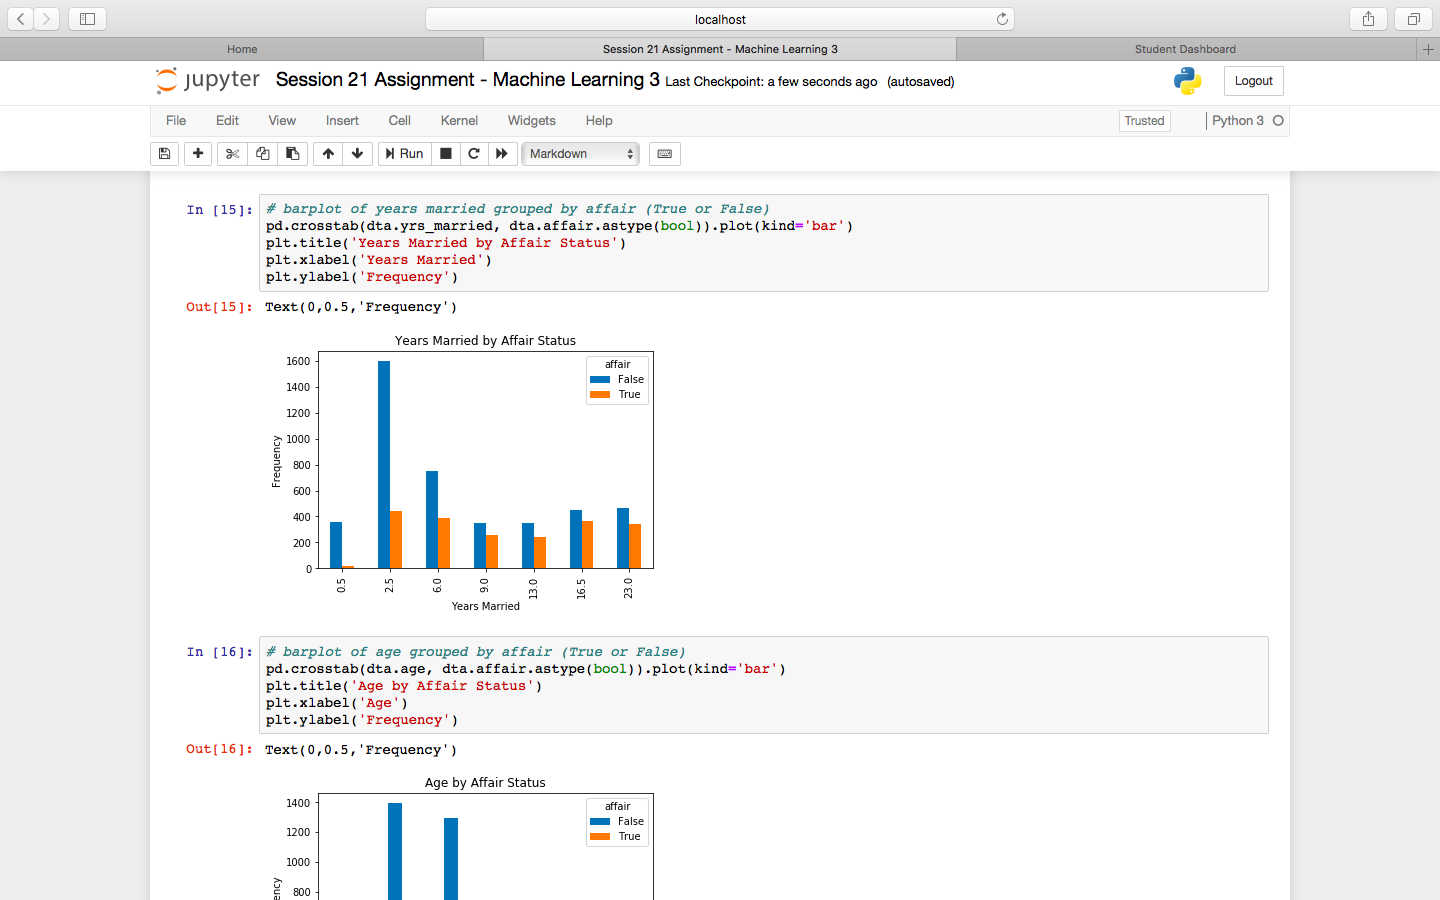 localhost
Home
Session 21 Assignment - Machine Learning 3
Student Dashboard
jupyter Session 21 Assignment - Machine Learning 3 Last Checkpoint: a few seconds ago (autosaved)
Logout
File Edit View Insert Cell Kernel Widgets Help
Trusted
Python 3
Run
Markdown
In [15]:
# barplot of years married grouped by affair (True or False)
pd.crosstab(dta.yrs_married, dta.affair.astype(bool)).plot(kind='bar')
plt.title('Years Married by Affair Status')
plt.xlabel('Years Married')
plt.ylabel('Frequency')
Out[15]: Text(0,0.5,'Frequency')
Years Married by Affair Status
affair
False
True
1600
1400
1200
1000
800
600
400
200
0
Frequency
0.5 2.5 6.0 9.0 13.0 16.5 23.0
Years Married
In [16]:
# barplot of age grouped by affair (True or False)
pd.crosstab(dta.age, dta.affair.astype(bool)).plot(kind='bar')
plt.title('Age by Affair Status')
plt.xlabel('Age')
plt.ylabel('Frequency')
Out[16]: Text(0,0.5,'Frequency')
Age by Affair Status
affair
False
True
1400
1200
1000
800
ency